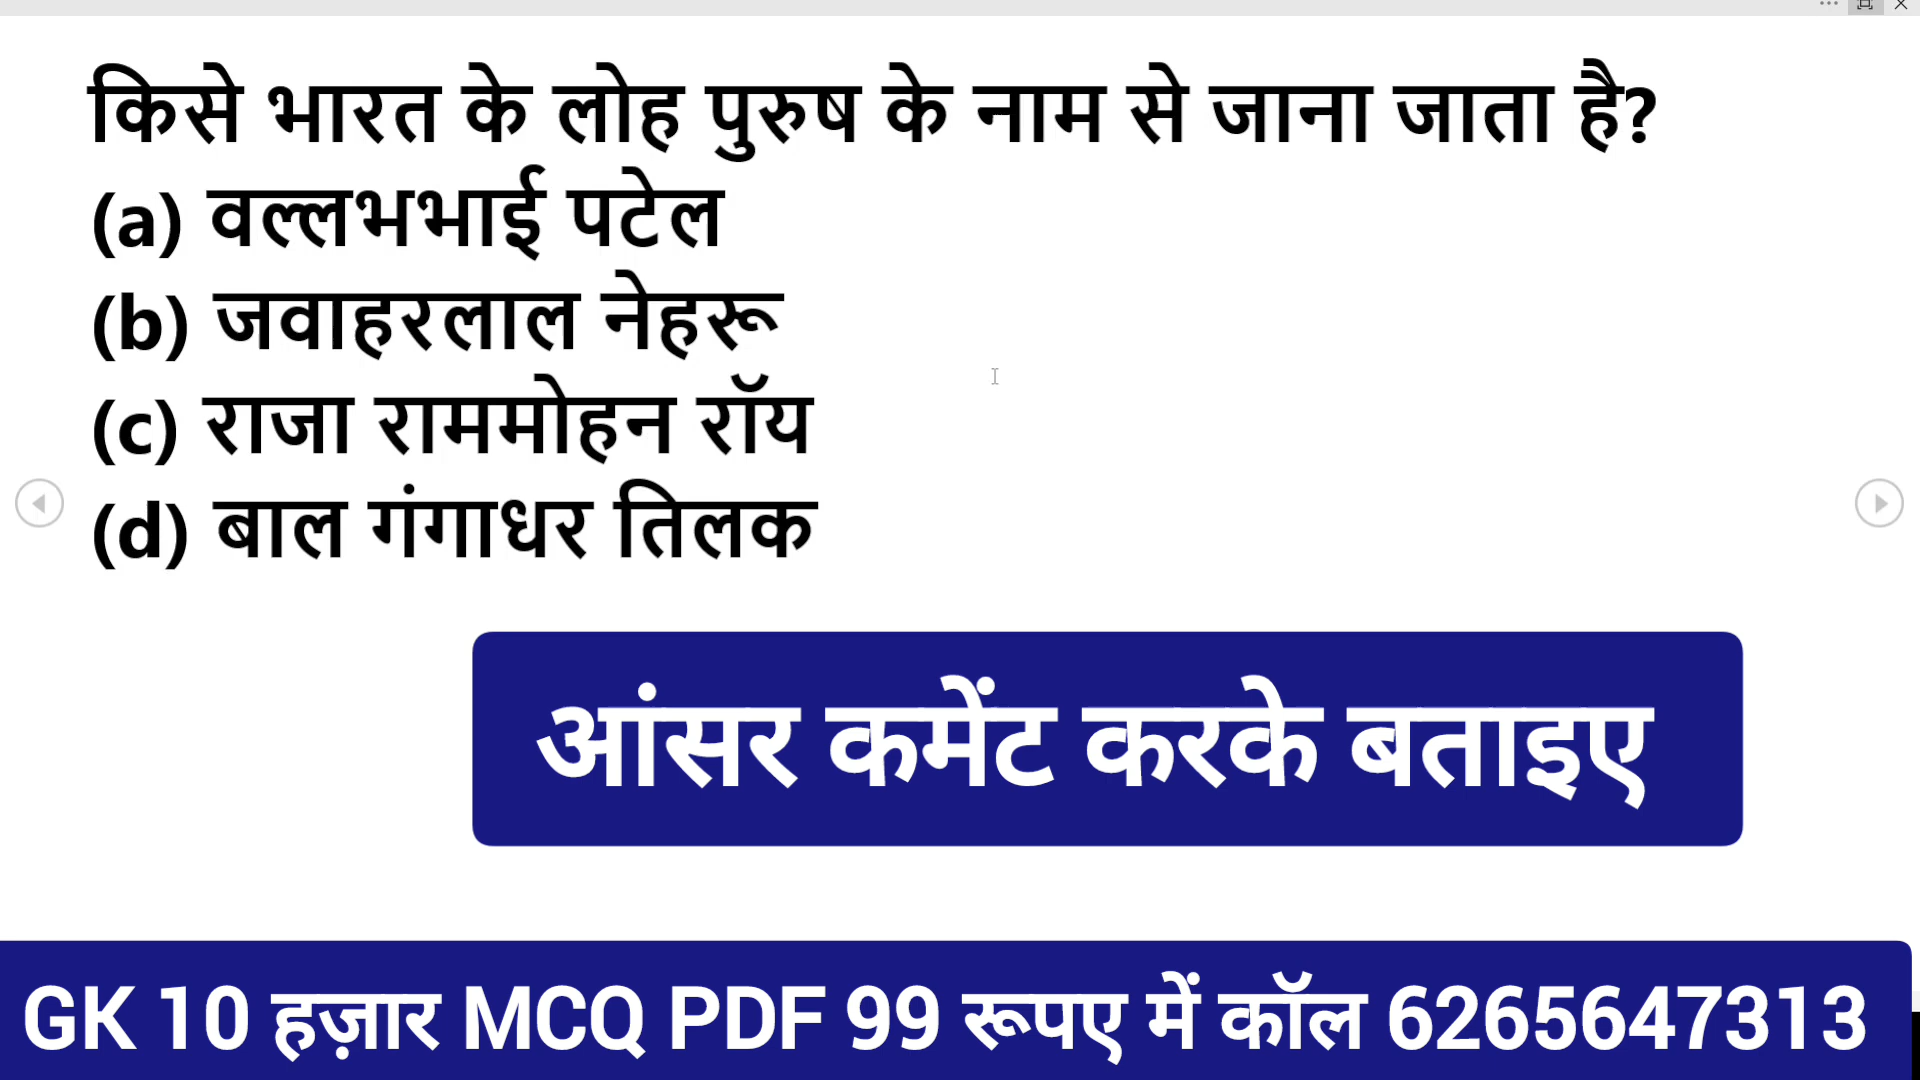 किसे भारत के लोह पुरुष के नाम से जाना जाता है?
(a) वल्लभभाई पटेल
(b) जवाहरलाल नेहरू
(c) राजा राममोहन रॉय
(d) बाल गंगाधर तिलक
आंसर कमेंट करके बताइए
GK 10 हज़ार MCQ PDF 99 रूपए में कॉल 6265647313